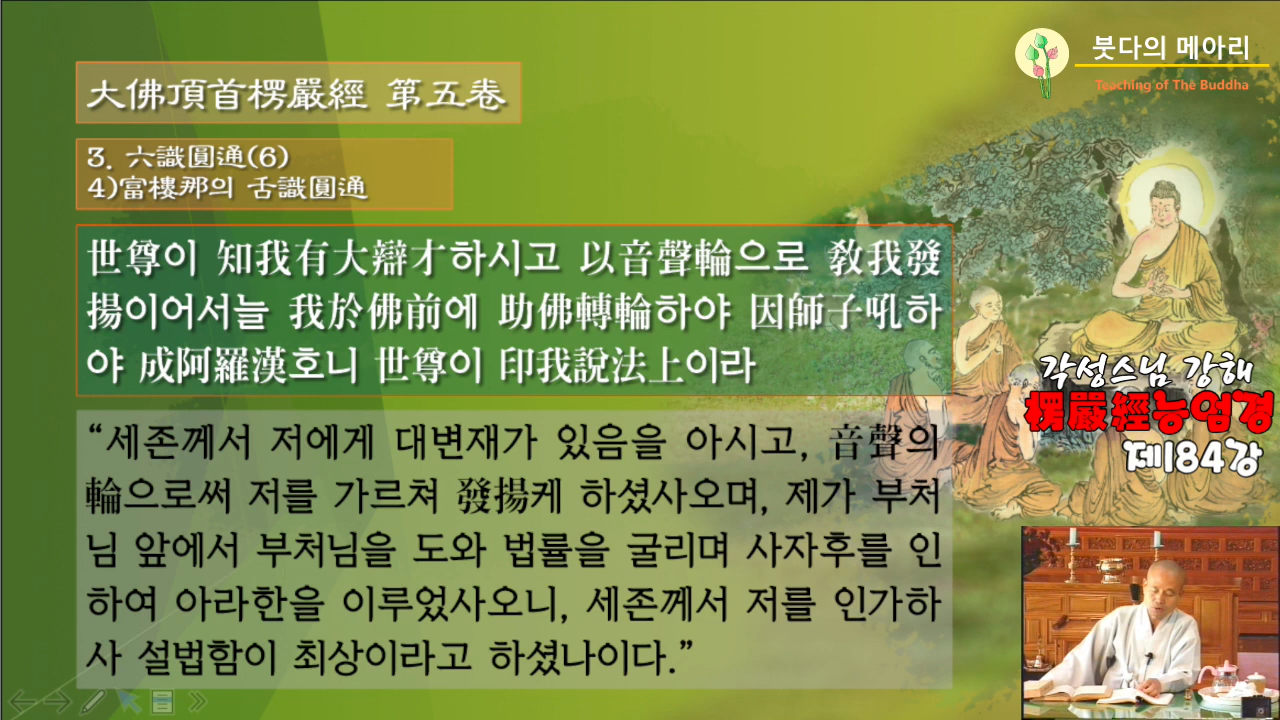 大佛頂首楞嚴經 第五卷
3. 六識圓通(6)
4)富樓那의 舌識圓通
世尊이 知我有大辯才하시고 以音聲輪으로 敎我發
揚이어서늘 我於佛前에 助佛轉輪하야 因師子吼하
야 成阿羅漢호니 世尊이 印我說法上이라
“세존께서 저에게 대변재가 있음을 아시고, 音聲의
輪으로써 저를 가르쳐 發揚케 하셨사오며, 제가 부처
님 앞에서 부처님을 도와 법률을 굴리며 사자후를 인
하여 아라한을 이루었사오니, 세존께서 저를 인가하
사 설법함이 최상이라고 하셨나이다.”
붓다의 메아리
Teaching of The Buddha
각성스님 강해
楞嚴經능엄경
제184강